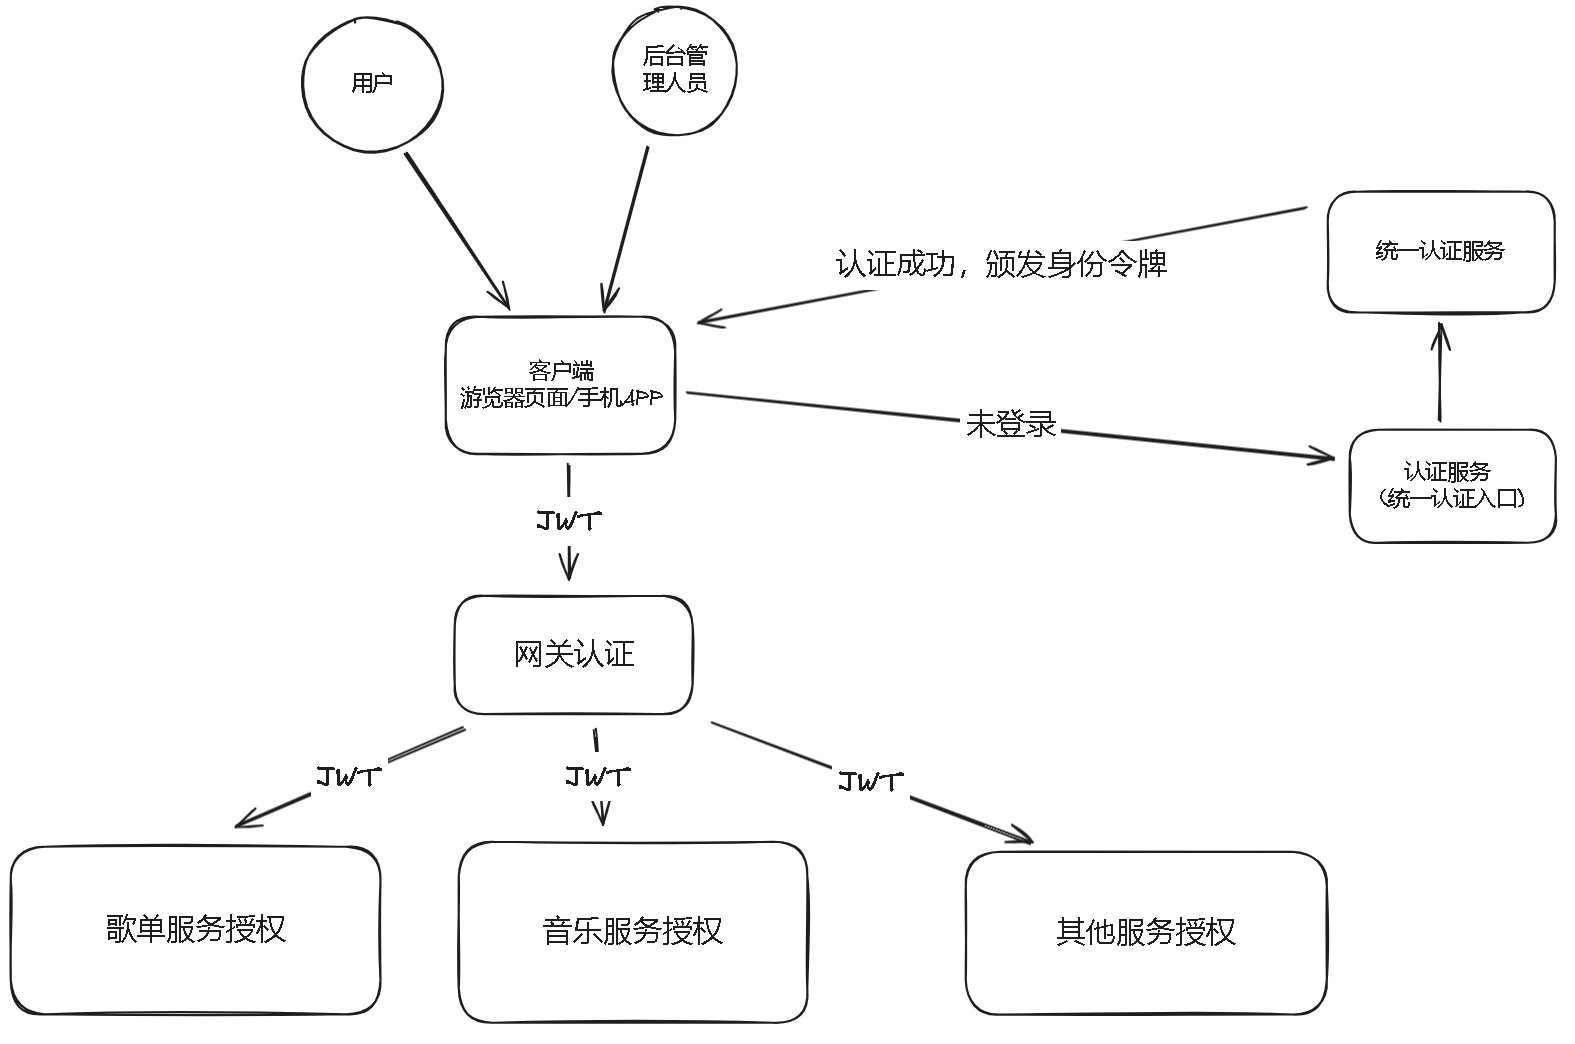 用户
后台管
理人员
统一认证服务
认证成功，颁发身份令牌
客户端
游览器页面/手机APP
未登录
认证服务
（统一认证入口)
JWT
网关认证
JWT
JWT
JWT
歌单服务授权
音乐服务授权
其他服务授权